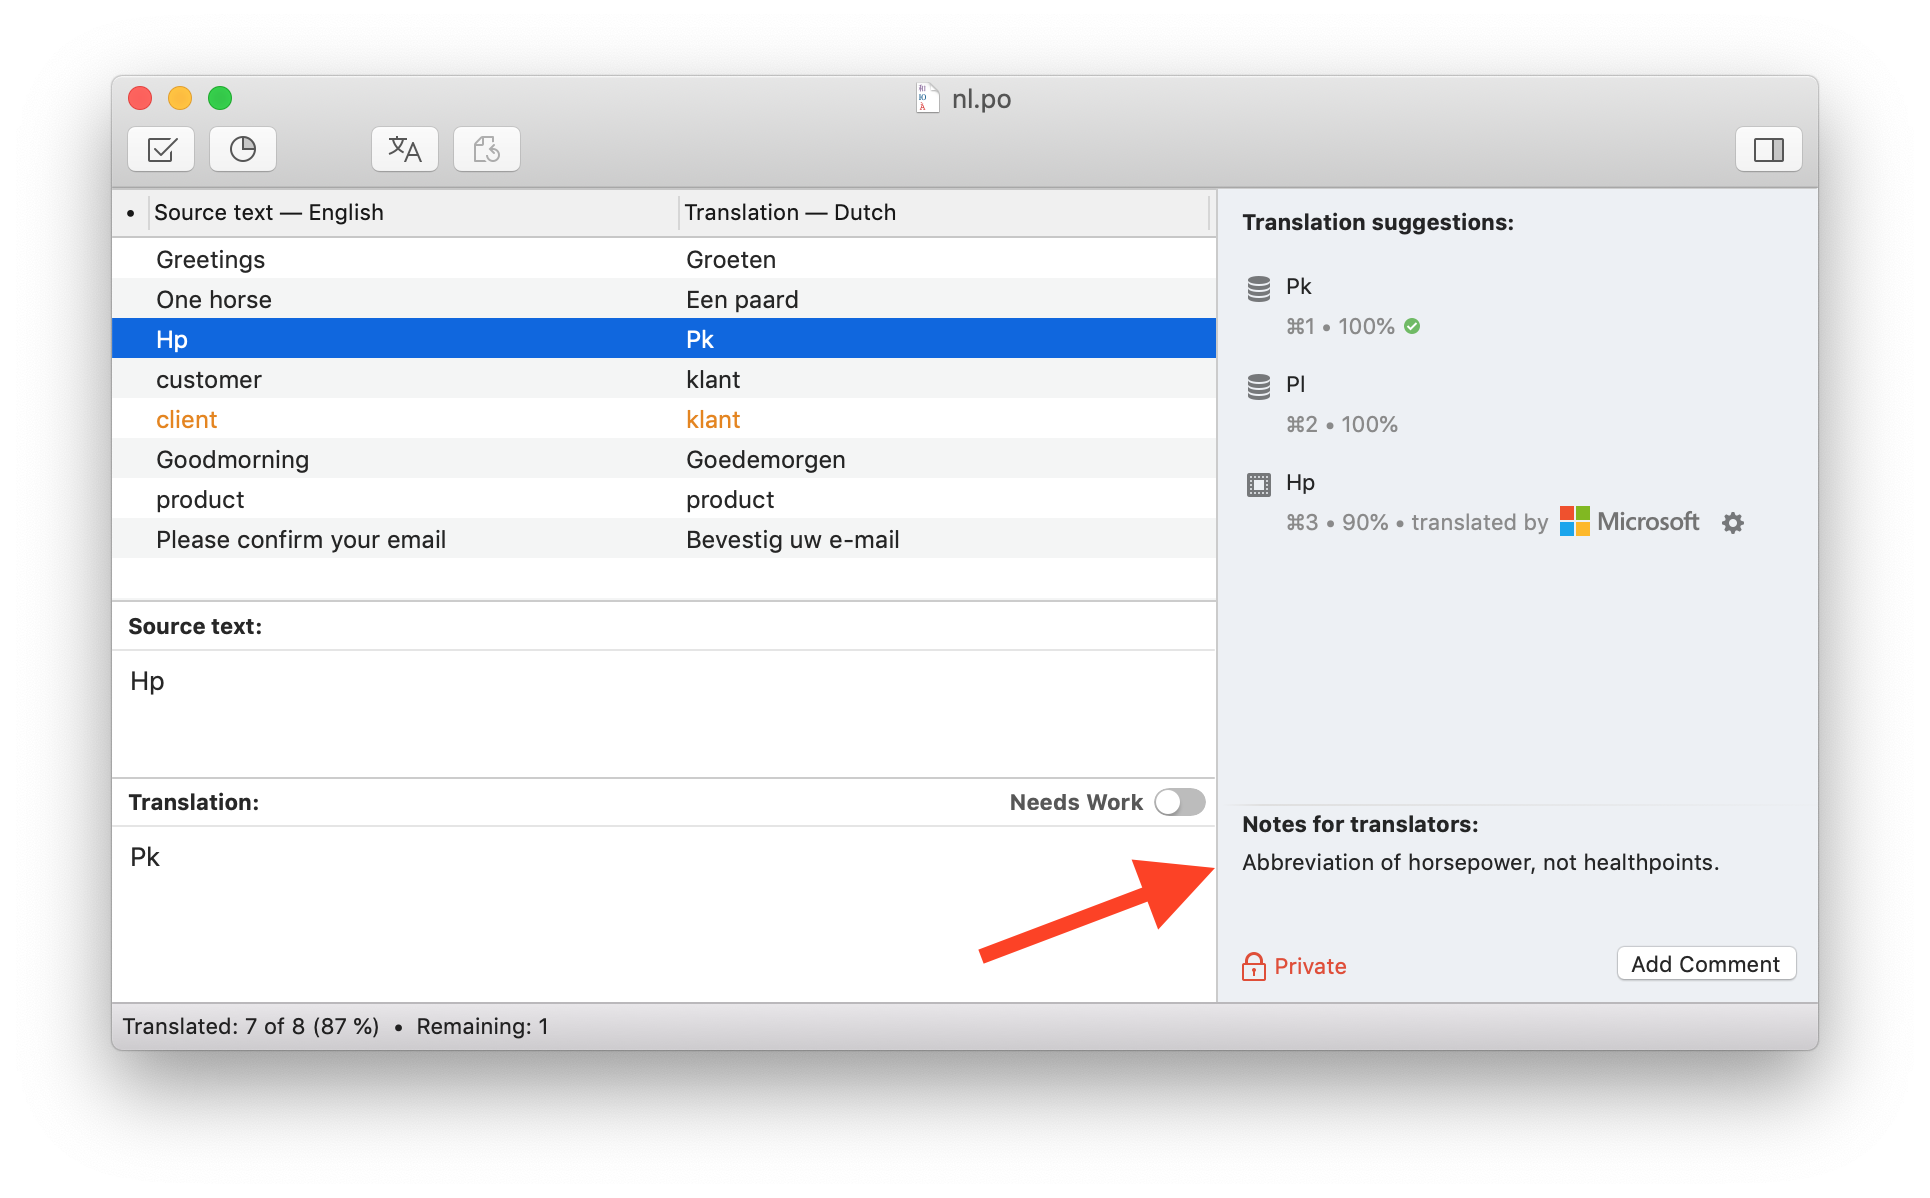 nl.po
• Source text — English Translation — Dutch
Greetings Groeten
One horse Een paard
Hp Pk
customer klant
client klant
Goodmorning Goedemorgen
product product
Please confirm your email Bevestig uw e-mail
Source text:
Hp
Translation: Needs Work
Pk
Translated: 7 of 8 (87 %) • Remaining: 1
Translation suggestions:
Pk
⌘1 • 100%
Pl
⌘2 • 100%
Hp
⌘3 • 90% • translated by Microsoft
Notes for translators:
Abbreviation of horsepower, not healthpoints.
Private Add Comment